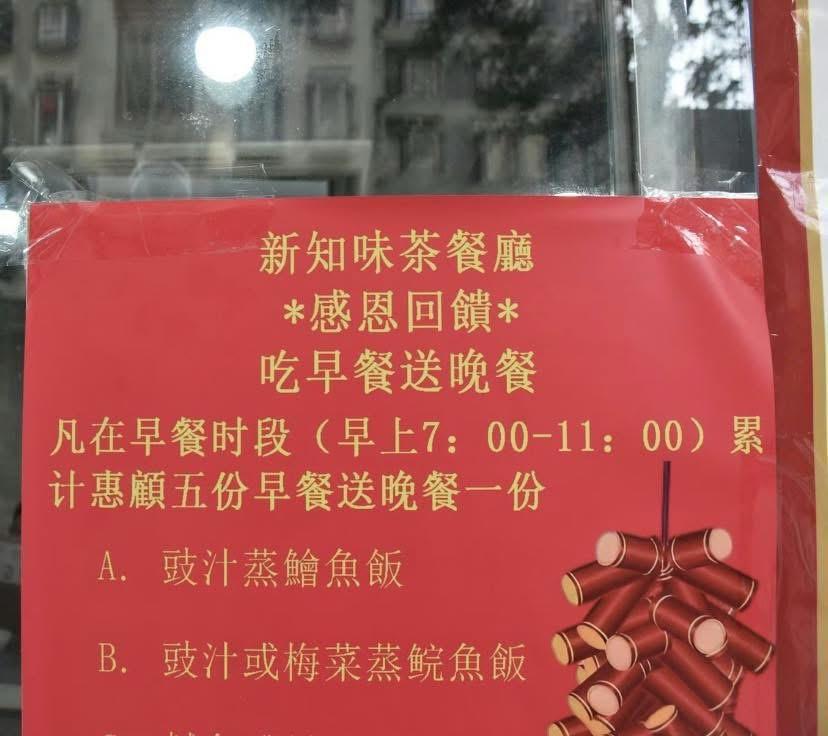 新知味茶餐廳
*感恩回饋*
吃早餐送晚餐
凡在早餐时段（早上7：00-11：00）累
计惠顧五份早餐送晚餐一份
A. 豉汁蒸鱠魚飯
B. 豉汁或梅菜蒸鯇魚飯